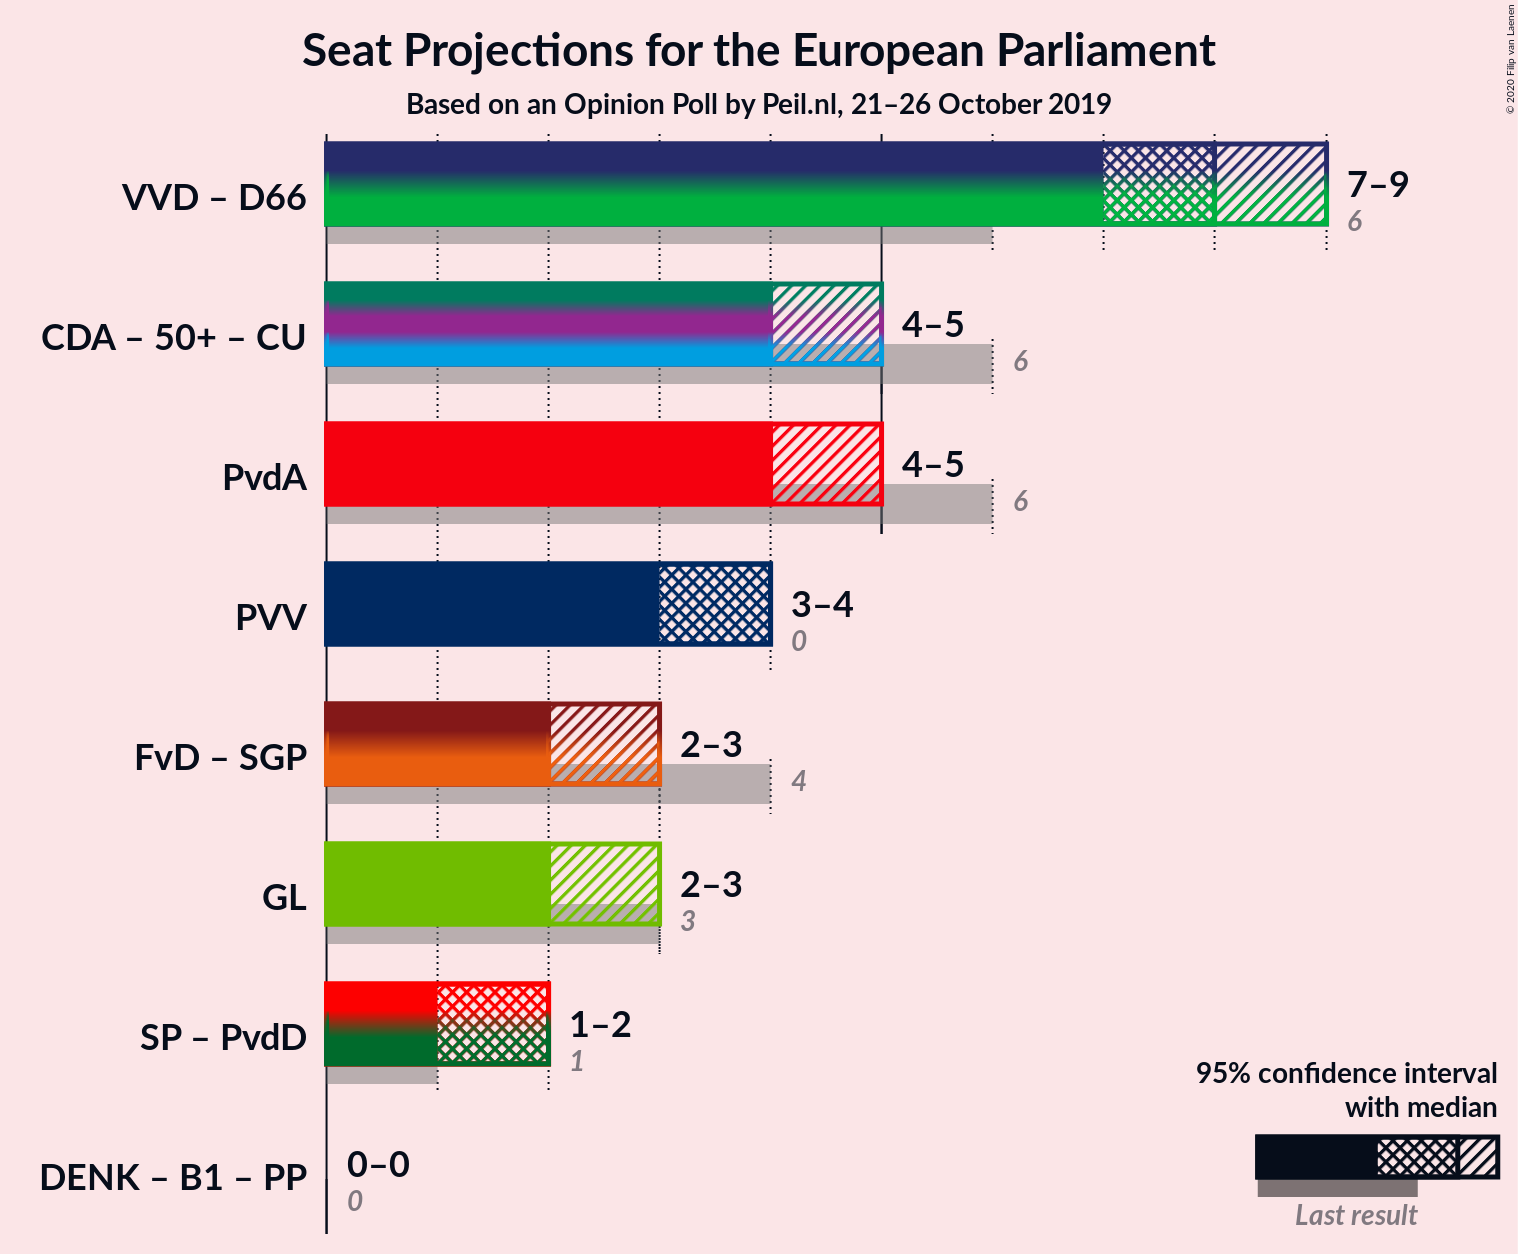 Seat Projections for the European Parliament
Based on an Opinion Poll by Peil.nl, 21–26 October 2019
© 2020 Filip van Laenen
VVD – D66
7–9
6
CDA – 50+ – CU
4–5
6
PvdA
4–5
6
PVV
3–4
0
FvD – SGP
2–3
4
GL
2–3
3
SP – PvdD
1–2
1
DENK – B1 – PP
0–0
0
95% confidence interval
with median
Last result